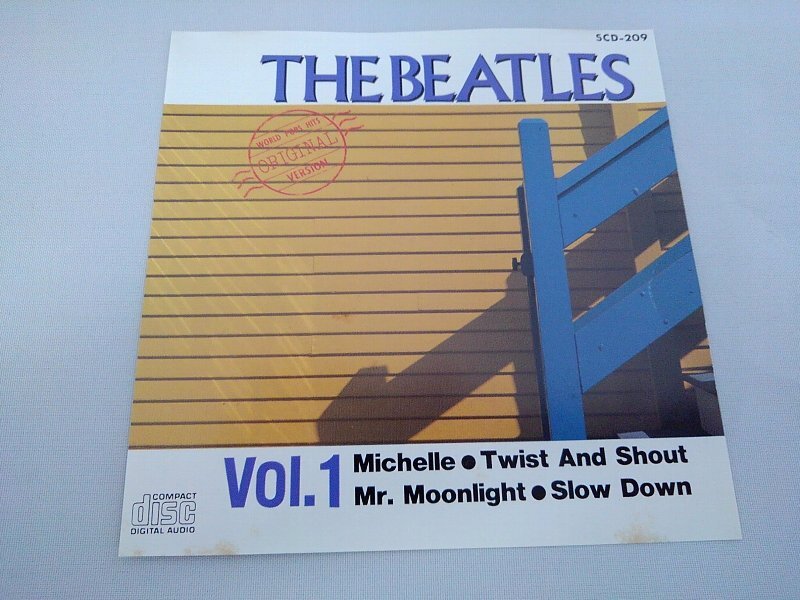 SCD-209
THE BEATLES
WORLD POPS HITS
ORIGINAL
VERSION
Vol.1
Michelle ● Twist And Shout
Mr. Moonlight ● Slow Down
COMPACT
disc
DIGITAL AUDIO